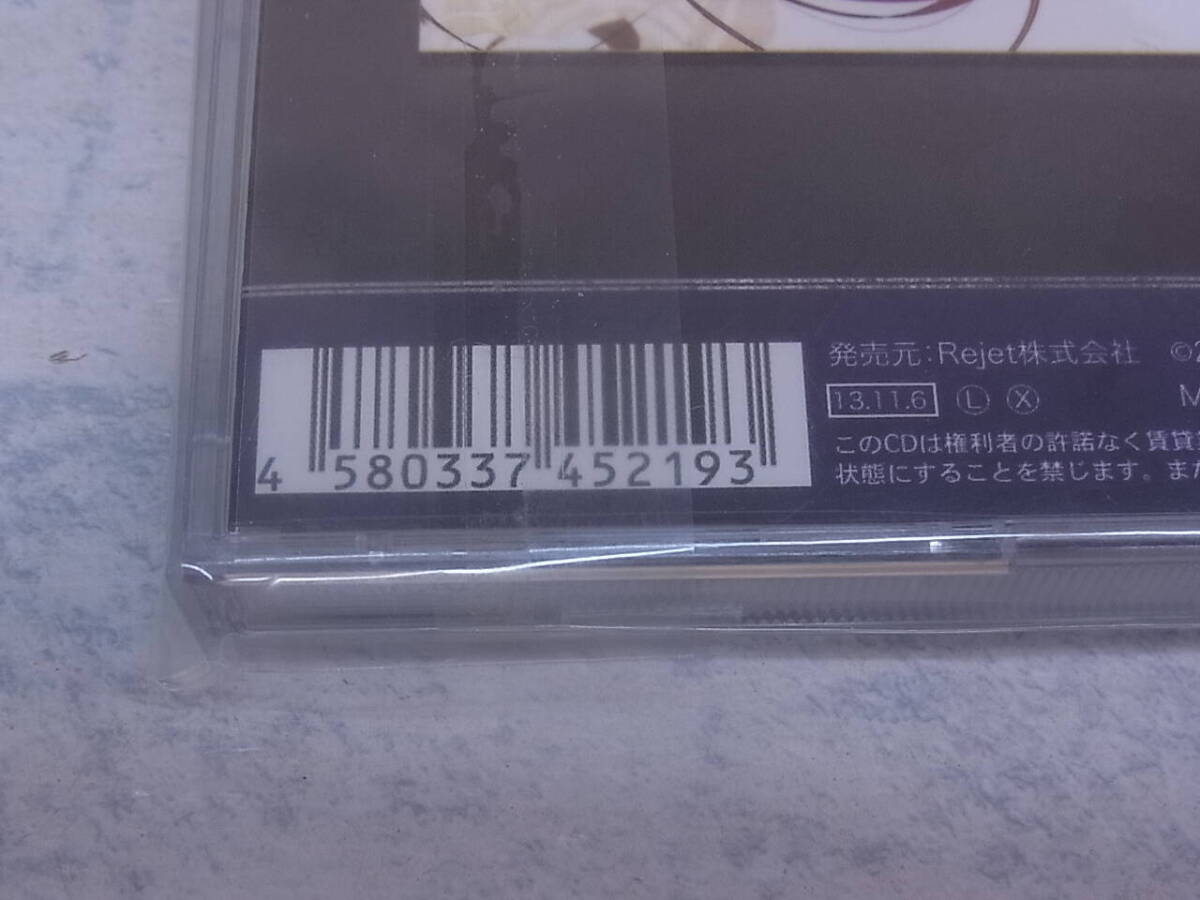 4 580337 452193
発売元:Rejet株式会社 ©
13.11.6 Ⓛ Ⓧ M
このCDは権利者の許諾なく賃貸
状態にすることを禁じます。また